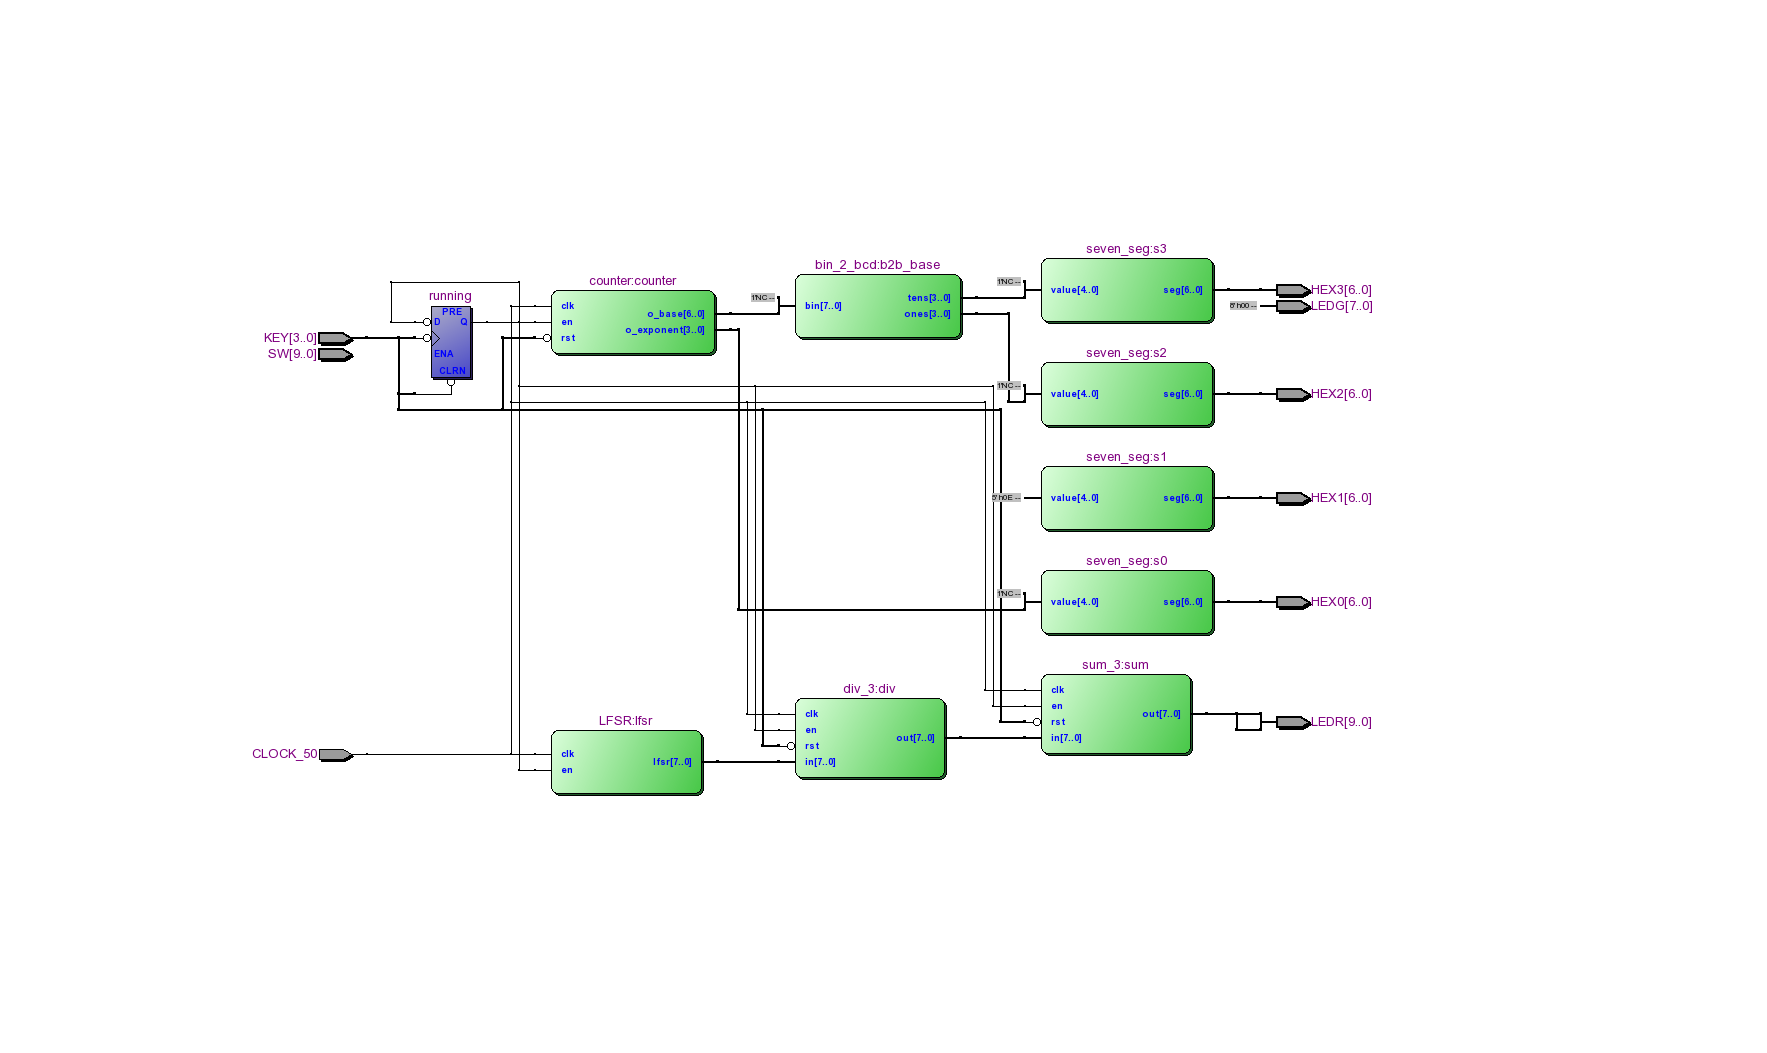 KEY[3..0]
SW[9..0]
CLOCK_50
running
PRE
D
Q
ENA
CLRN
counter:counter
clk
en
rst
o_base[6..0]
o_exponent[3..0]
1'NC --
bin_2_bcd:b2b_base
bin[7..0]
tens[3..0]
ones[3..0]
1'NC --
seven_seg:s3
value[4..0]
seg[6..0]
HEX3[6..0]
8'h00 --
LEDG[7..0]
1'NC --
seven_seg:s2
value[4..0]
seg[6..0]
HEX2[6..0]
5'h0E --
seven_seg:s1
value[4..0]
seg[6..0]
HEX1[6..0]
1'NC --
seven_seg:s0
value[4..0]
seg[6..0]
HEX0[6..0]
LFSR:lfsr
clk
en
lfsr[7..0]
div_3:div
clk
en
rst
in[7..0]
out[7..0]
sum_3:sum
clk
en
rst
in[7..0]
out[7..0]
LEDR[9..0]